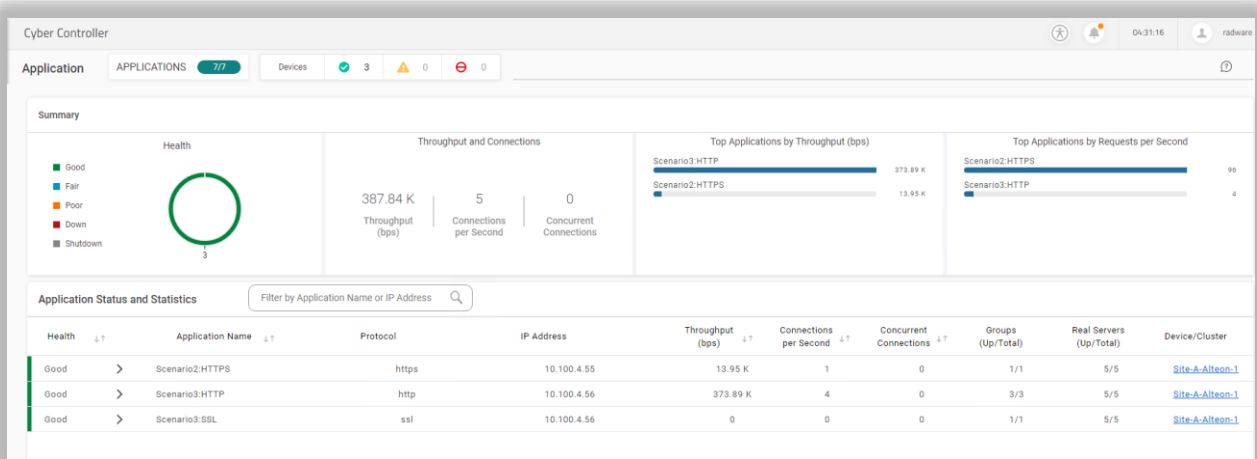 Cyber Controller
04:31:16
radware
Application
APPLICATIONS 7/7
Devices 3 0 0
Summary
Health
Good
Fair
Poor
Down
Shutdown
3
Throughput and Connections
387.84 K
Throughput
(bps)
5
Connections
per Second
0
Concurrent
Connections
Top Applications by Throughput (bps)
Scenario3:HTTP
373.89 K
Scenario2:HTTPS
13.95 K
Top Applications by Requests per Second
Scenario2:HTTPS
96
Scenario3:HTTP
4
Application Status and Statistics
Filter by Application Name or IP Address
Health
Application Name
Protocol
IP Address
Throughput
(bps)
Connections
per Second
Concurrent
Connections
Groups
(Up/Total)
Real Servers
(Up/Total)
Device/Cluster
Good Scenario2:HTTPS https 10.100.4.55 13.95 K 1 0 1/1 5/5 Site-A-Alteon-1
Good Scenario3:HTTP http 10.100.4.56 373.89 K 4 0 3/3 5/5 Site-A-Alteon-1
Good Scenario3:SSL ssl 10.100.4.56 0 0 0 1/1 5/5 Site-A-Alteon-1